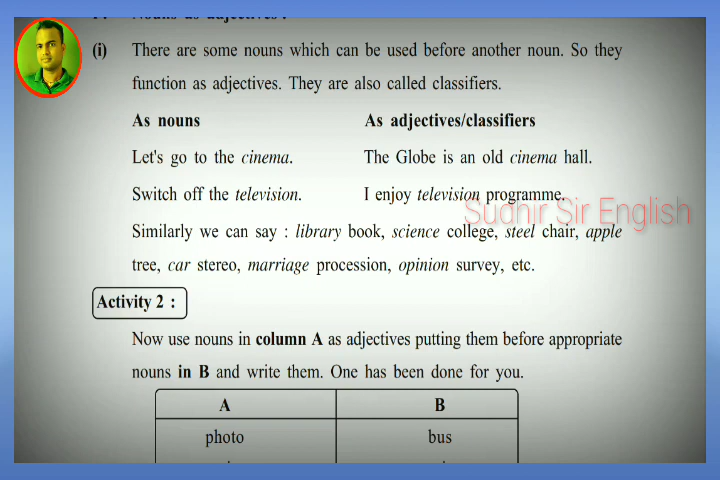 (i) There are some nouns which can be used before another noun. So they
function as adjectives. They are also called classifiers.
As nouns As adjectives/classifiers
Let's go to the cinema. The Globe is an old cinema hall.
Switch off the television. I enjoy television programme.
Sudhir Sir English
Similarly we can say : library book, science college, steel chair, apple
tree, car stereo, marriage procession, opinion survey, etc.
Activity 2 :
Now use nouns in column A as adjectives putting them before appropriate
nouns in B and write them. One has been done for you.
A B
photo bus